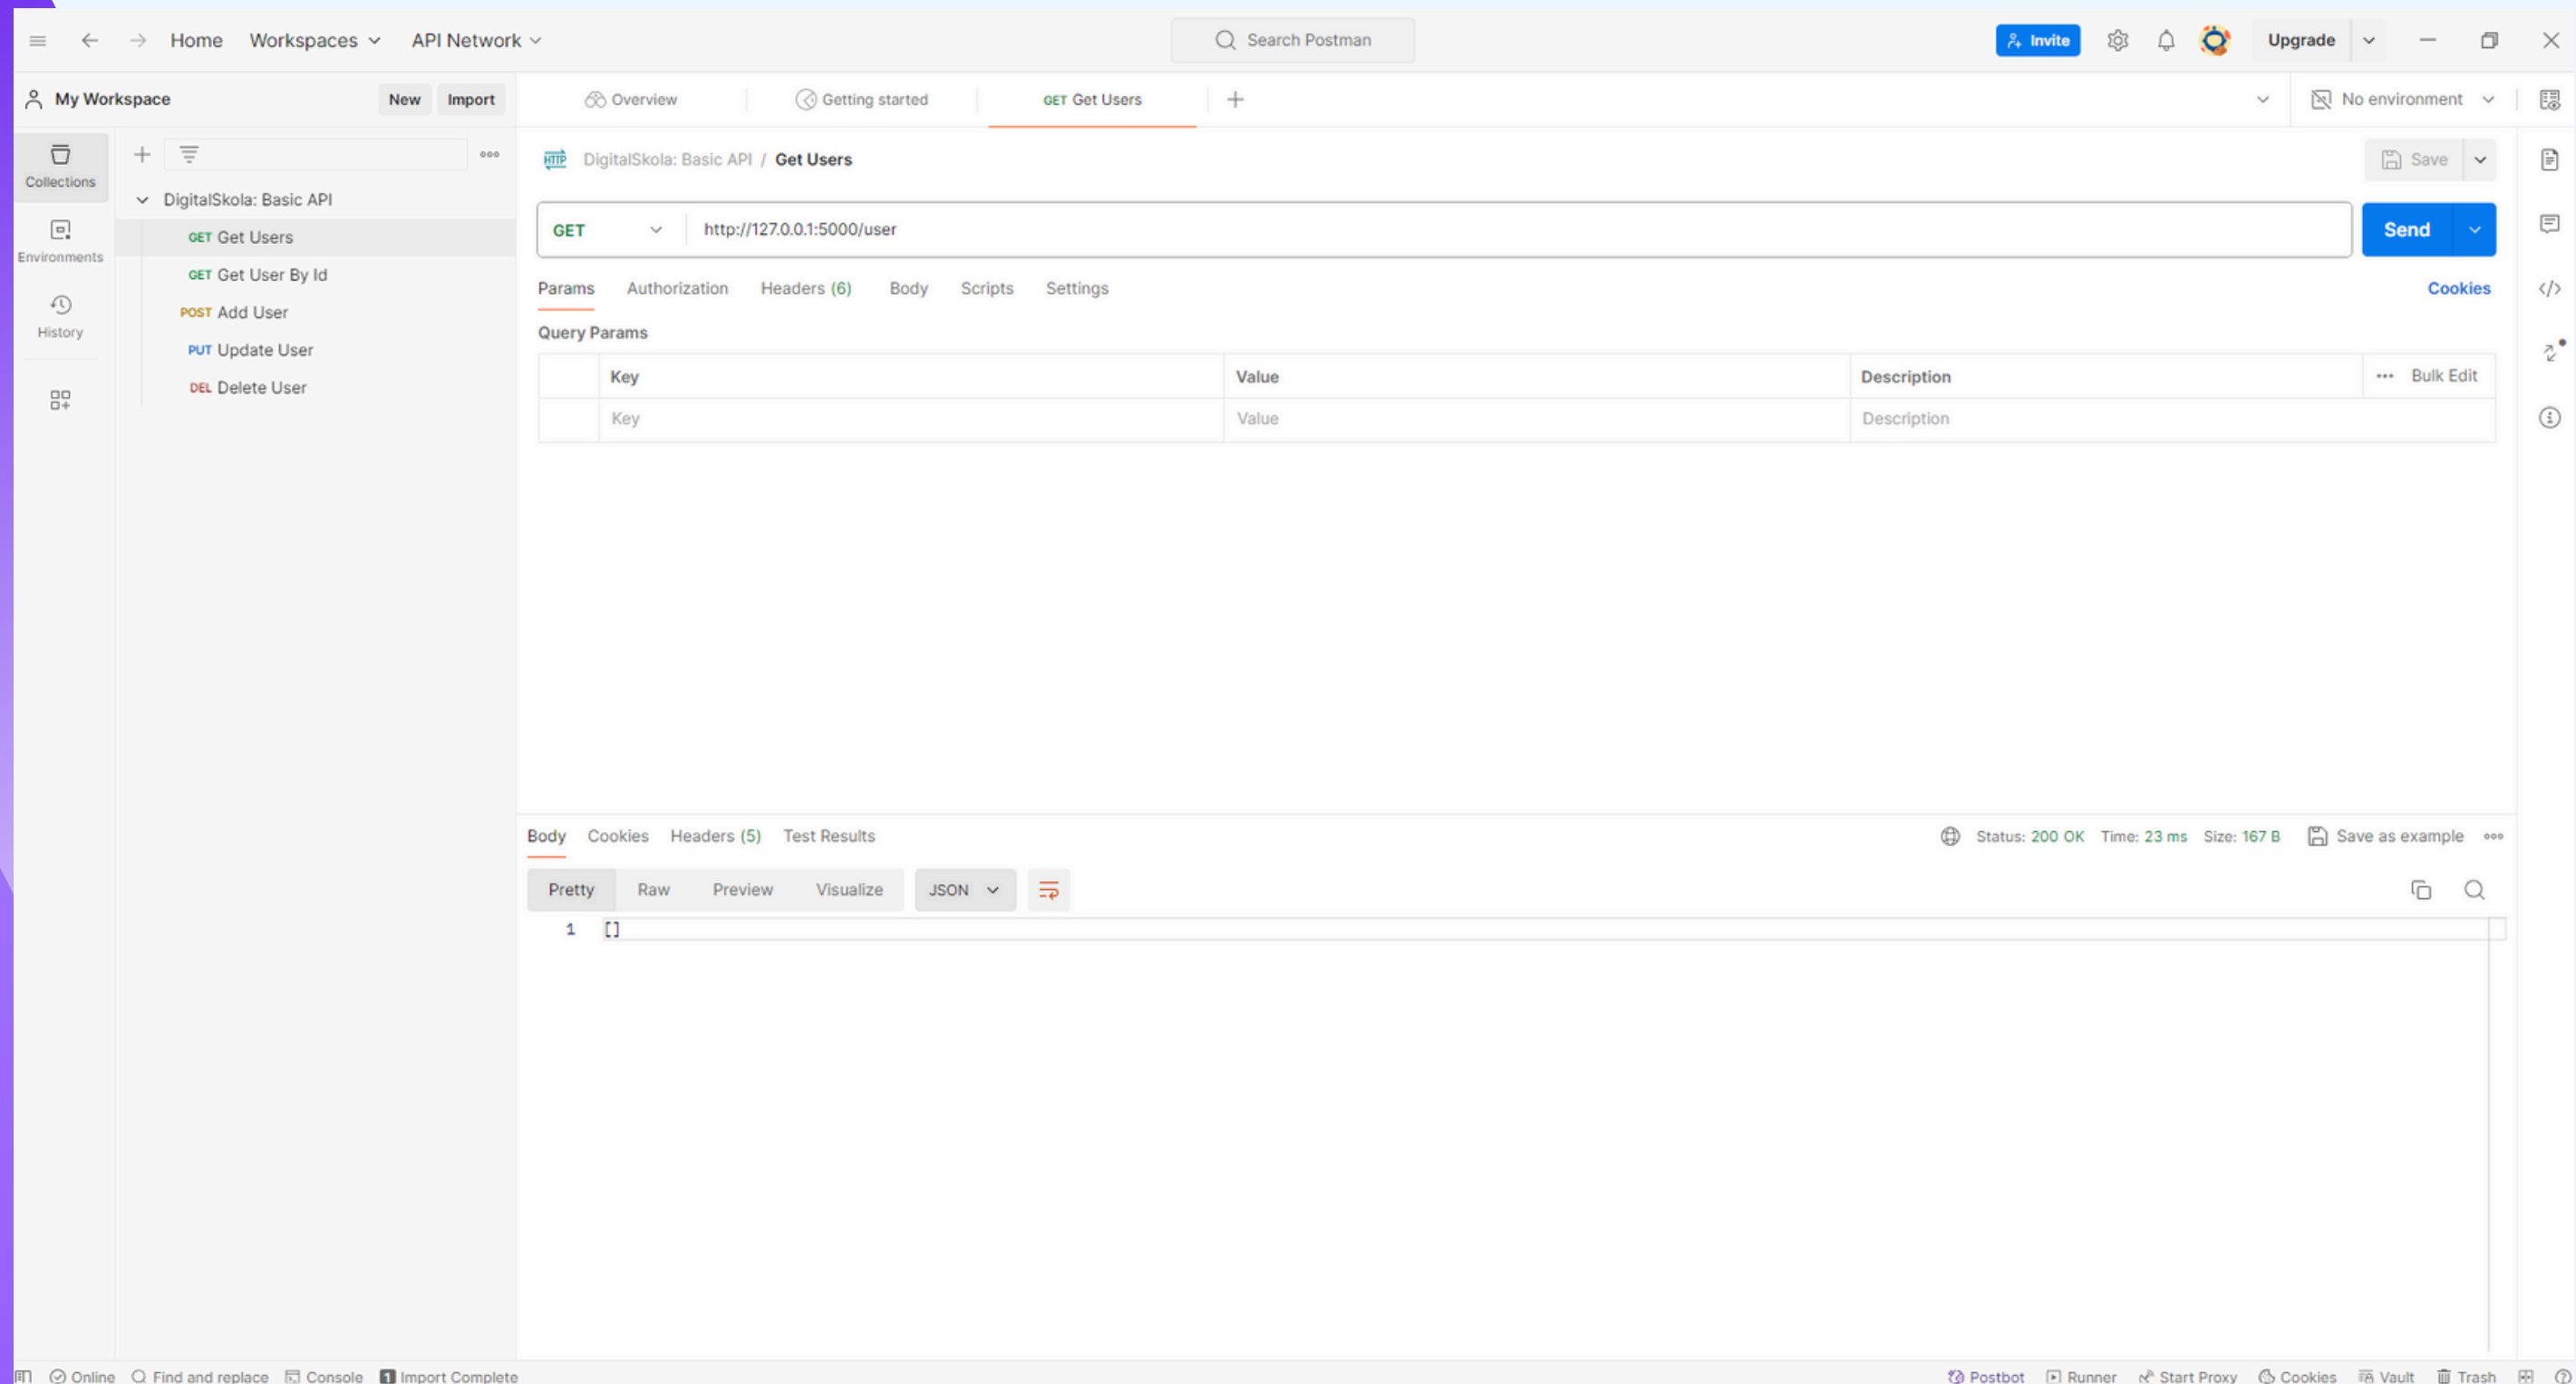 Home Workspaces API Network Search Postman Invite Upgrade
My Workspace New Import Overview Getting started GET Get Users No environment
Collections
Environments
History
DigitalSkola: Basic API
GET Get Users
GET Get User By Id
POST Add User
PUT Update User
DEL Delete User
HTTP DigitalSkola: Basic API / Get Users Save
GET http://127.0.0.1:5000/user Send
Params Authorization Headers (6) Body Scripts Settings Cookies
Query Params
Key Value Description Bulk Edit
Key Value Description
Body Cookies Headers (5) Test Results Status: 200 OK Time: 23 ms Size: 167 B Save as example
Pretty Raw Preview Visualize JSON
1 []
Online Find and replace Console 1 Import Complete Postbot Runner Start Proxy Cookies Vault Trash